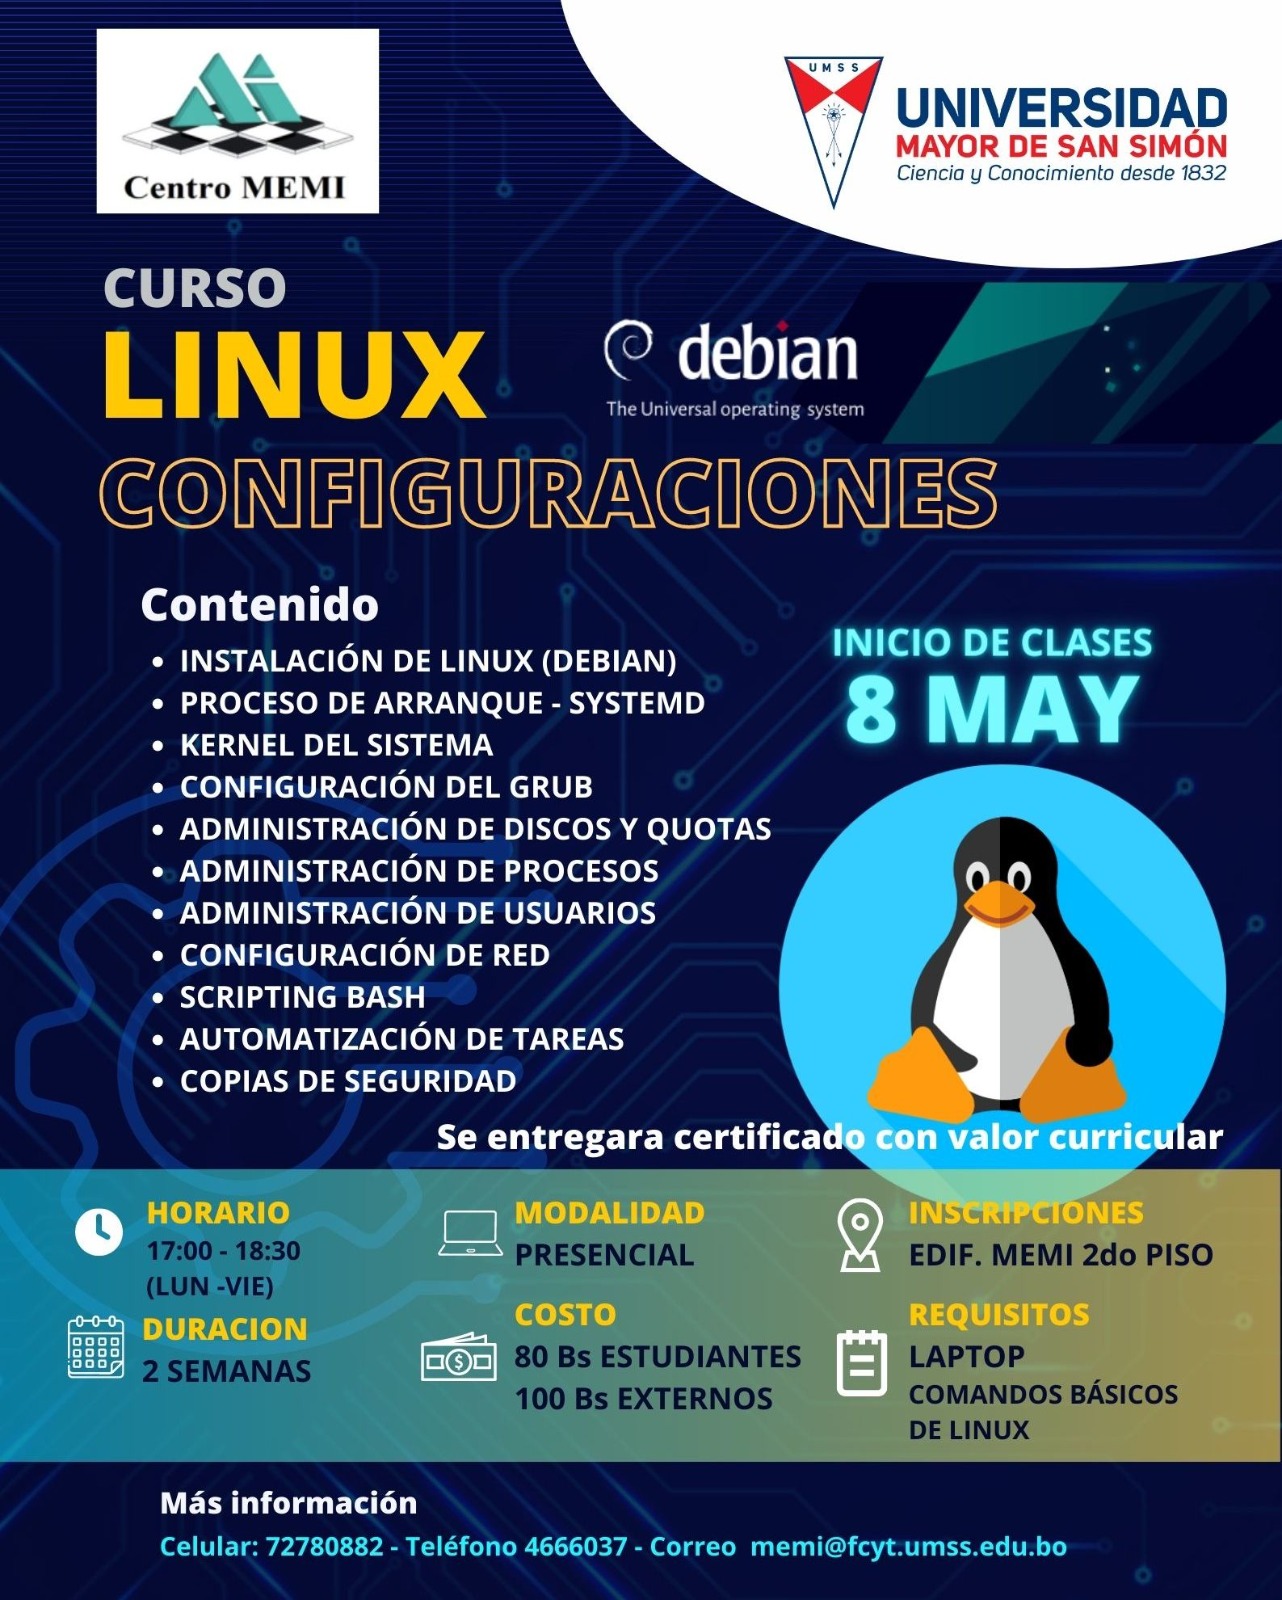 Centro MEMI
UMSS
UNIVERSIDAD
MAYOR DE SAN SIMÓN
Ciencia y Conocimiento desde 1832
CURSO
LINUX
debian
The Universal operating system
CONFIGURACIONES
Contenido
• INSTALACIÓN DE LINUX (DEBIAN)
• PROCESO DE ARRANQUE - SYSTEMD
• KERNEL DEL SISTEMA
• CONFIGURACIÓN DEL GRUB
• ADMINISTRACIÓN DE DISCOS Y QUOTAS
• ADMINISTRACIÓN DE PROCESOS
• ADMINISTRACIÓN DE USUARIOS
• CONFIGURACIÓN DE RED
• SCRIPTING BASH
• AUTOMATIZACIÓN DE TAREAS
• COPIAS DE SEGURIDAD
INICIO DE CLASES
8 MAY
Se entregara certificado con valor curricular
HORARIO
17:00 - 18:30
(LUN -VIE)
DURACION
2 SEMANAS
MODALIDAD
PRESENCIAL
COSTO
80 Bs ESTUDIANTES
100 Bs EXTERNOS
INSCRIPCIONES
EDIF. MEMI 2do PISO
REQUISITOS
LAPTOP
COMANDOS BÁSICOS
DE LINUX
Más información
Celular: 72780882 - Teléfono 4666037 - Correo memi@fcyt.umss.edu.bo